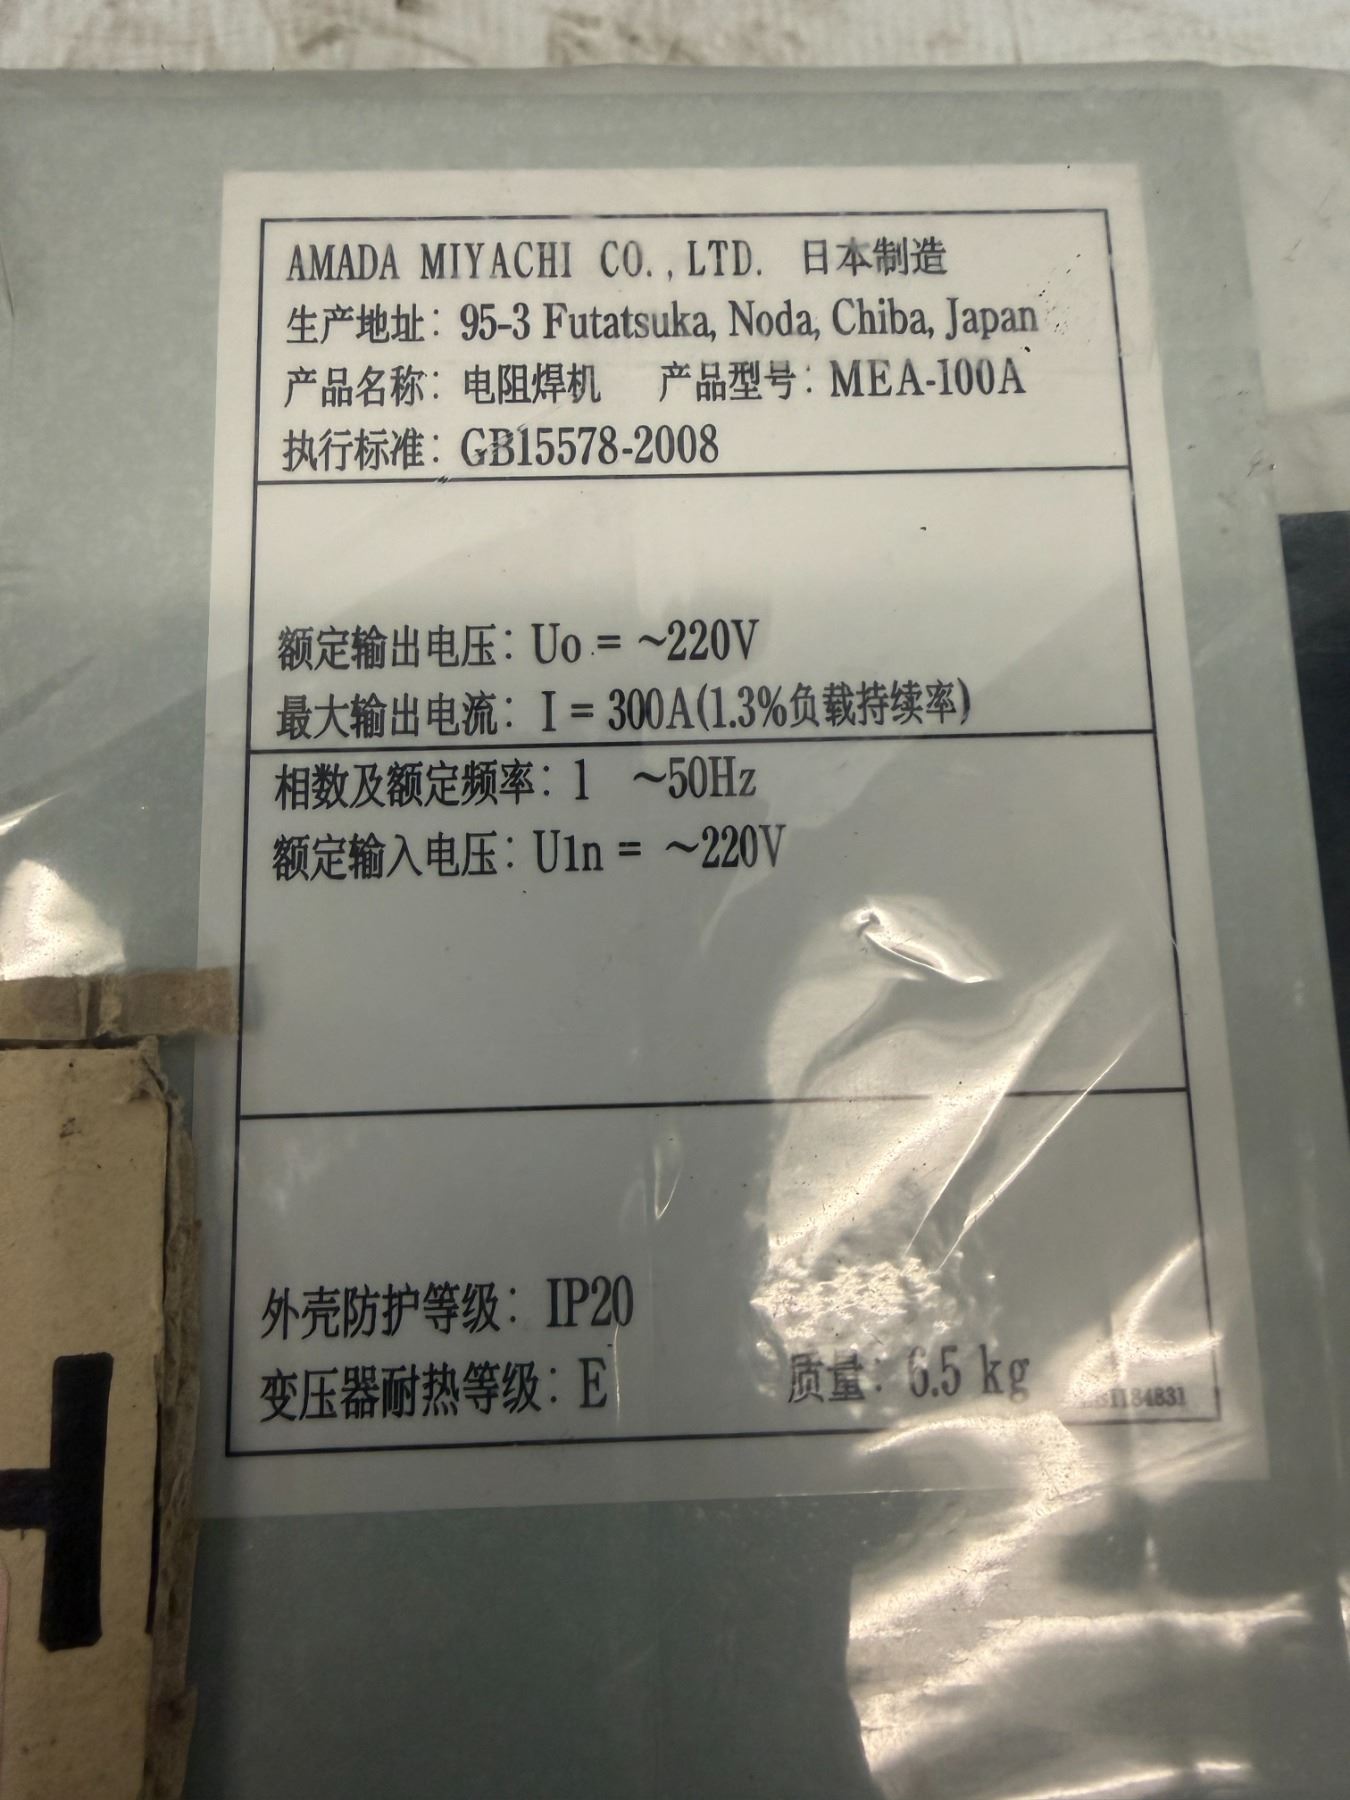 AMADA MIYACHI CO.,LTD. 日本制造
生产地址：95-3 Futatsuka, Noda, Chiba, Japan
产品名称：电阻焊机 产品型号：MEA-100A
执行标准：GB15578-2008
额定输出电压：Uo = ~220V
最大输出电流：I = 300A(1.3%负载持续率)
相数及额定频率：1 ~50Hz
额定输入电压：U1n = ~220V
外壳防护等级：IP20
变压器耐热等级：E 质量：6.5 kg